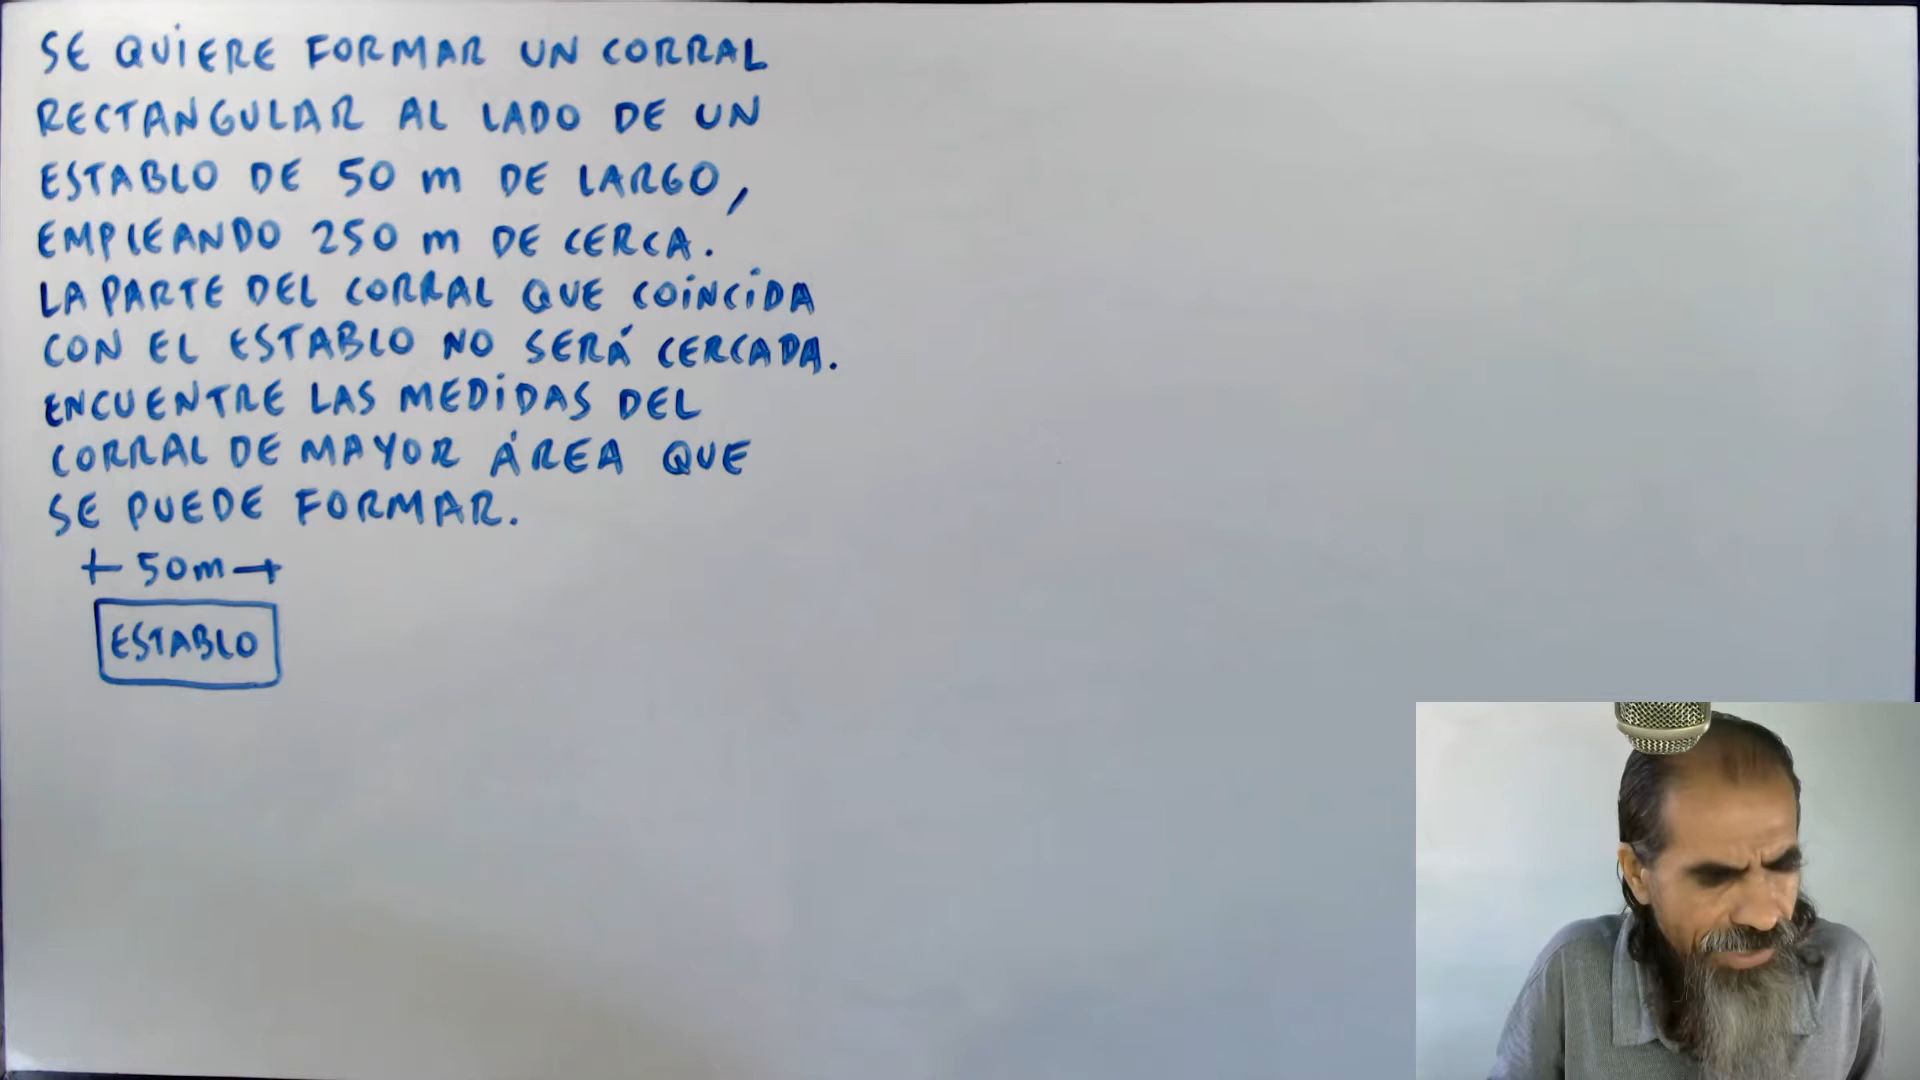 SE QUIERE FORMAR UN CORRAL
RECTANGULAR AL LADO DE UN
ESTABLO DE 50 m DE LARGO,
EMPLEANDO 250 m DE CERCA.
LA PARTE DEL CORRAL QUE COINCIDA
CON EL ESTABLO NO SERÁ CERCADA.
ENCUENTRE LAS MEDIDAS DEL
CORRAL DE MAYOR ÁREA QUE
SE PUEDE FORMAR.
50m
ESTABLO